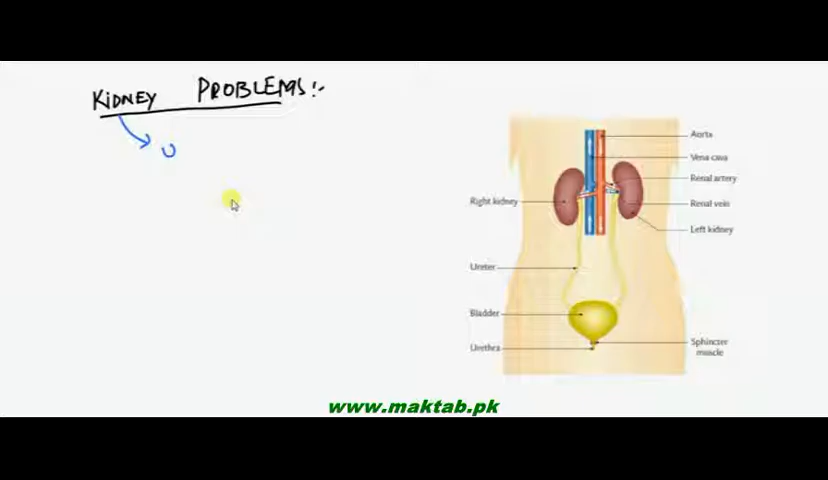 KIDNEY PROBLEMS:-
U
Aorta
Vena cava
Renal artery
Right kidney
Renal vein
Left kidney
Ureter
Bladder
Urethra
Sphincter
muscle
www.maktab.pk